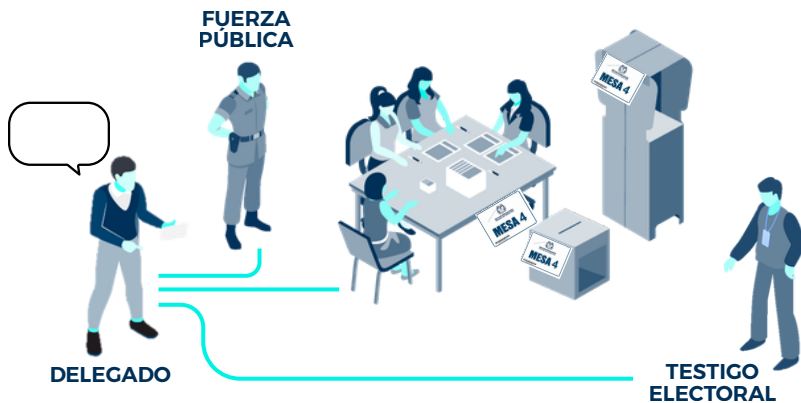 FUERZA
PÚBLICA
MESA 4
MESA 4
MESA 4
DELEGADO
TESTIGO
ELECTORAL